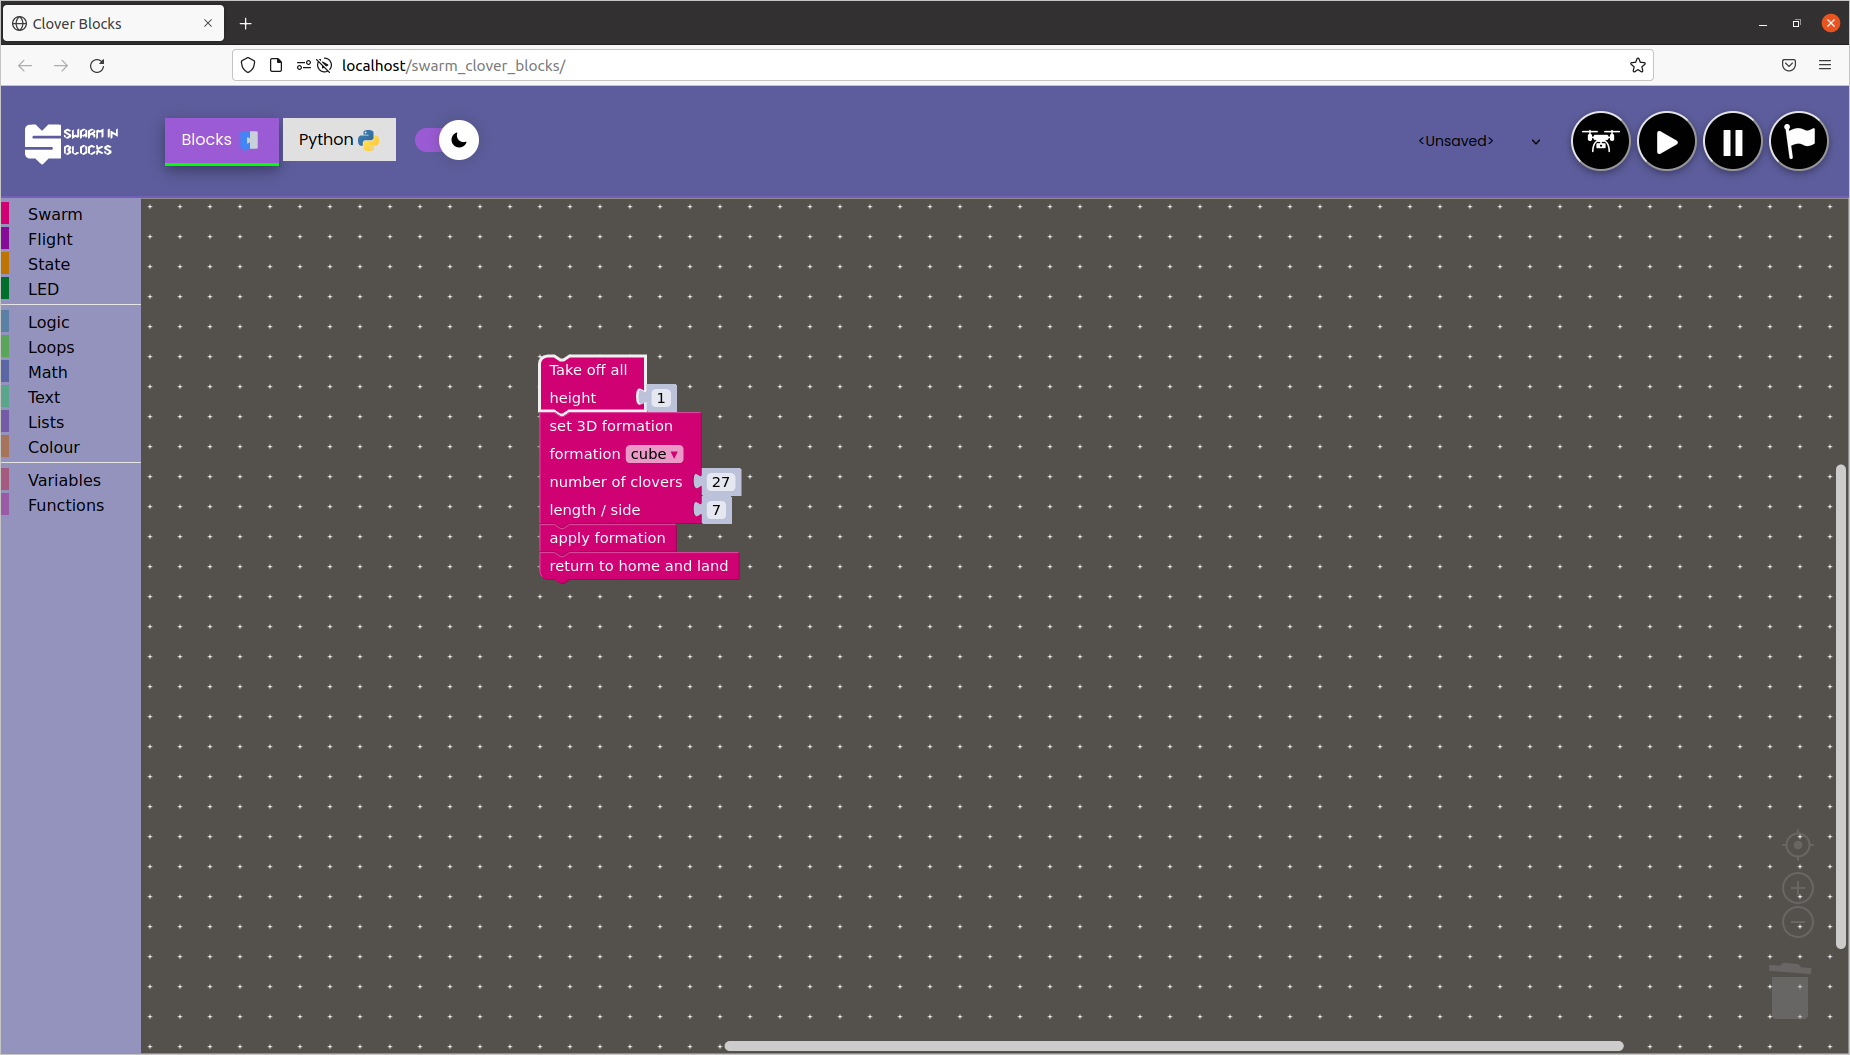 Clover Blocks
localhost/swarm_clover_blocks/
SWARM IN
BLOCKS
Blocks
Python
<Unsaved>
Swarm
Flight
State
LED
Logic
Loops
Math
Text
Lists
Colour
Variables
Functions
Take off all
height 1
set 3D formation
formation cube
number of clovers 27
length / side 7
apply formation
return to home and land